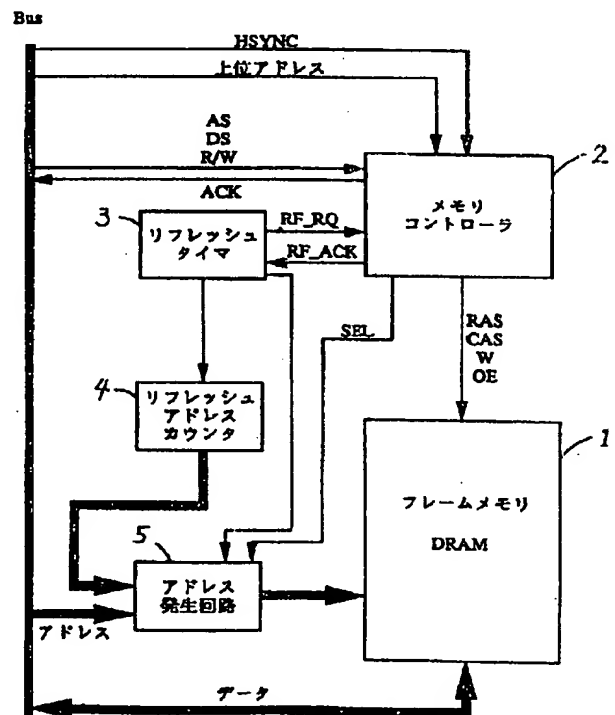 Bus
HSYNC
上位アドレス
AS
DS
R/W
ACK
2
メモリ
コントローラ
3
リフレッシュ
タイマ
RF_RQ
RF_ACK
SEL
RAS
CAS
W
OE
4
リフレッシュ
アドレス
カウンタ
1
フレームメモリ
DRAM
5
アドレス
発生回路
アドレス
データ